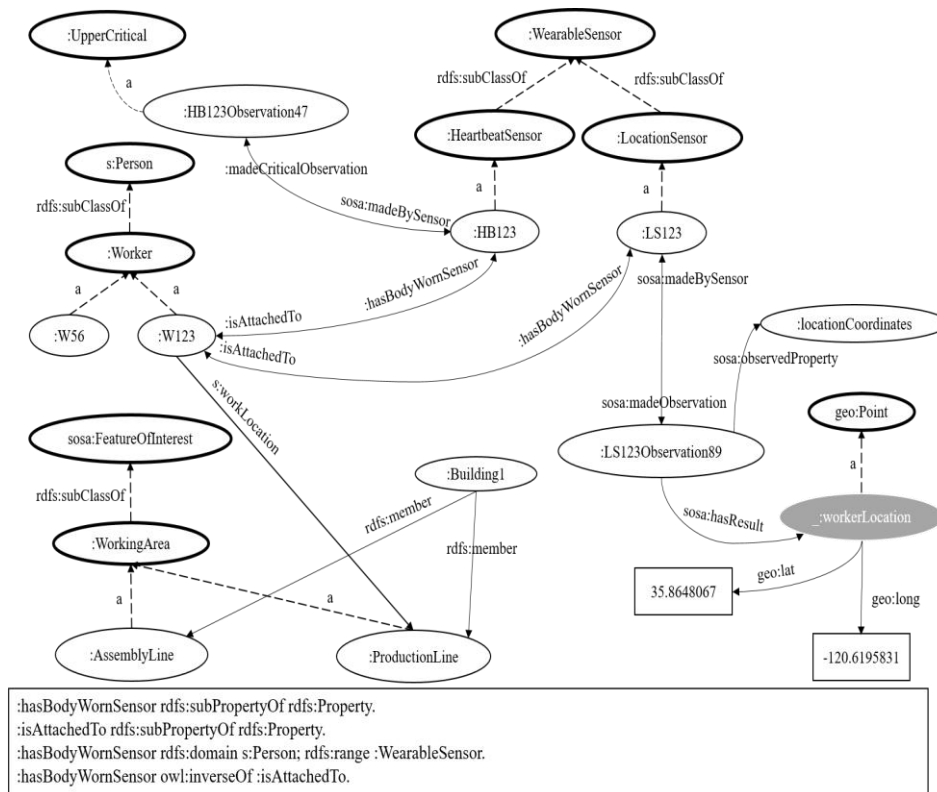 :UpperCritical
:WearableSensor
a
rdfs:subClassOf
rdfs:subClassOf
:HB123Observation47
:HeartbeatSensor
:LocationSensor
s:Person
:madeCriticalObservation
a
a
rdfs:subClassOf
sosa:madeBySensor
:HB123
:LS123
:Worker
a
a
:hasBodyWornSensor
:hasBodyWornSensor
sosa:madeBySensor
:isAttachedTo
:W56
:W123
:isAttachedTo
:locationCoordinates
sosa:observedProperty
s:workLocation
sosa:madeObservation
geo:Point
sosa:FeatureOfInterest
:LS123Observation89
:Building1
a
rdfs:subClassOf
rdfs:member
sosa:hasResult
_:workerLocation
:WorkingArea
rdfs:member
geo:lat
35.8648067
a
a
geo:long
:AssemblyLine
:ProductionLine
-120.6195831
:hasBodyWornSensor rdfs:subPropertyOf rdfs:Property.
:isAttachedTo rdfs:subPropertyOf rdfs:Property.
:hasBodyWornSensor rdfs:domain s:Person; rdfs:range :WearableSensor.
:hasBodyWornSensor owl:inverseOf :isAttachedTo.